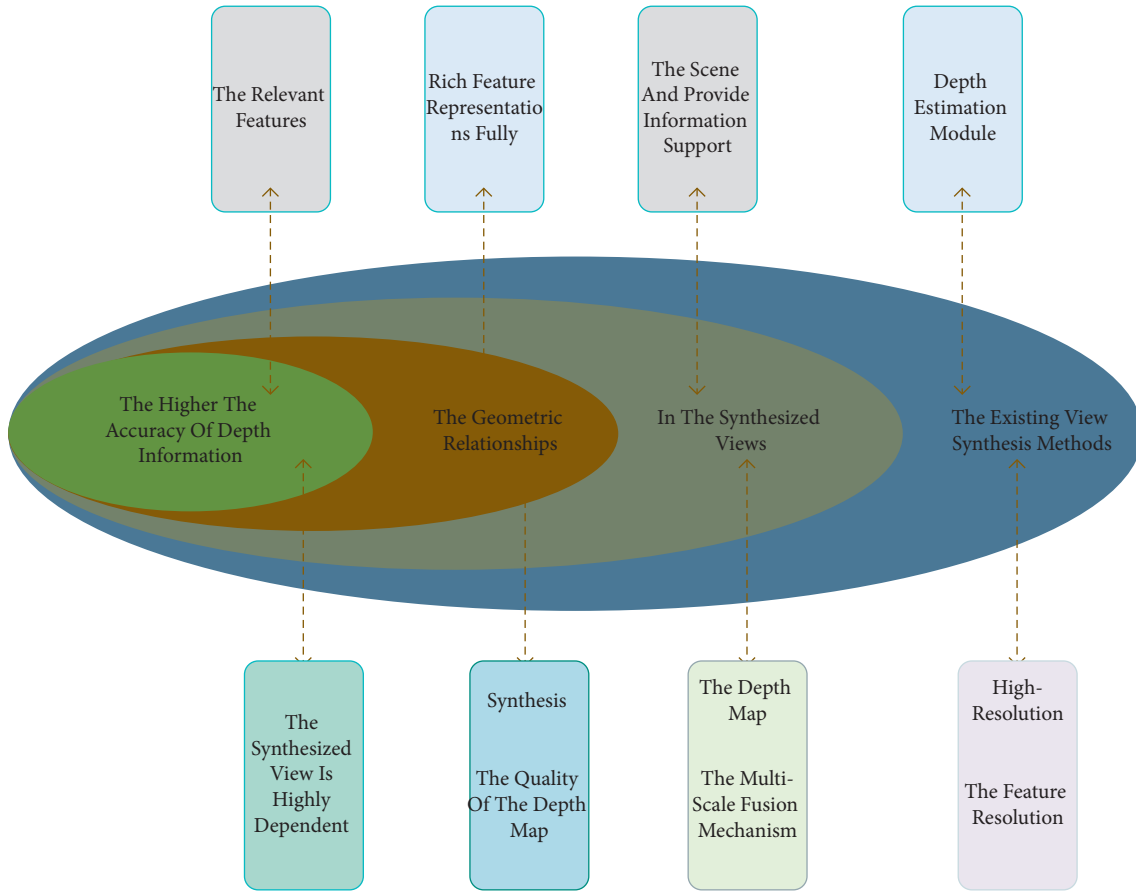 The Relevant
Features
Rich Feature
Representatio
ns Fully
The Scene
And Provide
Information
Support
Depth
Estimation
Module
The Higher The
Accuracy Of Depth
Information
The Geometric
Relationships
In The Synthesized
Views
The Existing View
Synthesis Methods
The
Synthesized
View Is
Highly
Dependent
Synthesis
The Quality
Of The Depth
Map
The Depth
Map
The Multi-
Scale Fusion
Mechanism
High-
Resolution
The Feature
Resolution